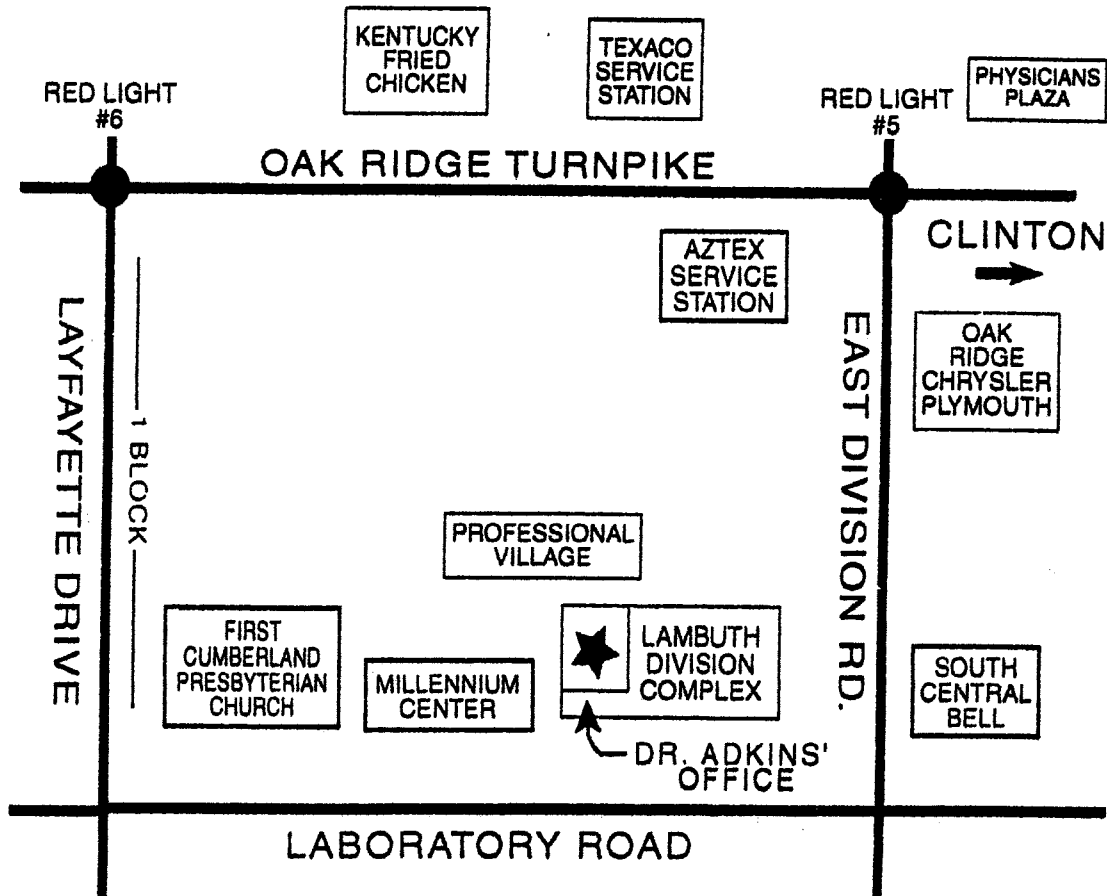 KENTUCKY
FRIED
CHICKEN
TEXACO
SERVICE
STATION
PHYSICIANS
PLAZA
RED LIGHT
#6
RED LIGHT
#5
OAK RIDGE TURNPIKE
CLINTON
AZTEX
SERVICE
STATION
OAK
RIDGE
CHRYSLER
PLYMOUTH
LAYFAYETTE DRIVE
1 BLOCK
EAST DIVISION RD.
PROFESSIONAL
VILLAGE
FIRST
CUMBERLAND
PRESBYTERIAN
CHURCH
MILLENNIUM
CENTER
LAMBUTH
DIVISION
COMPLEX
SOUTH
CENTRAL
BELL
DR. ADKINS'
OFFICE
LABORATORY ROAD